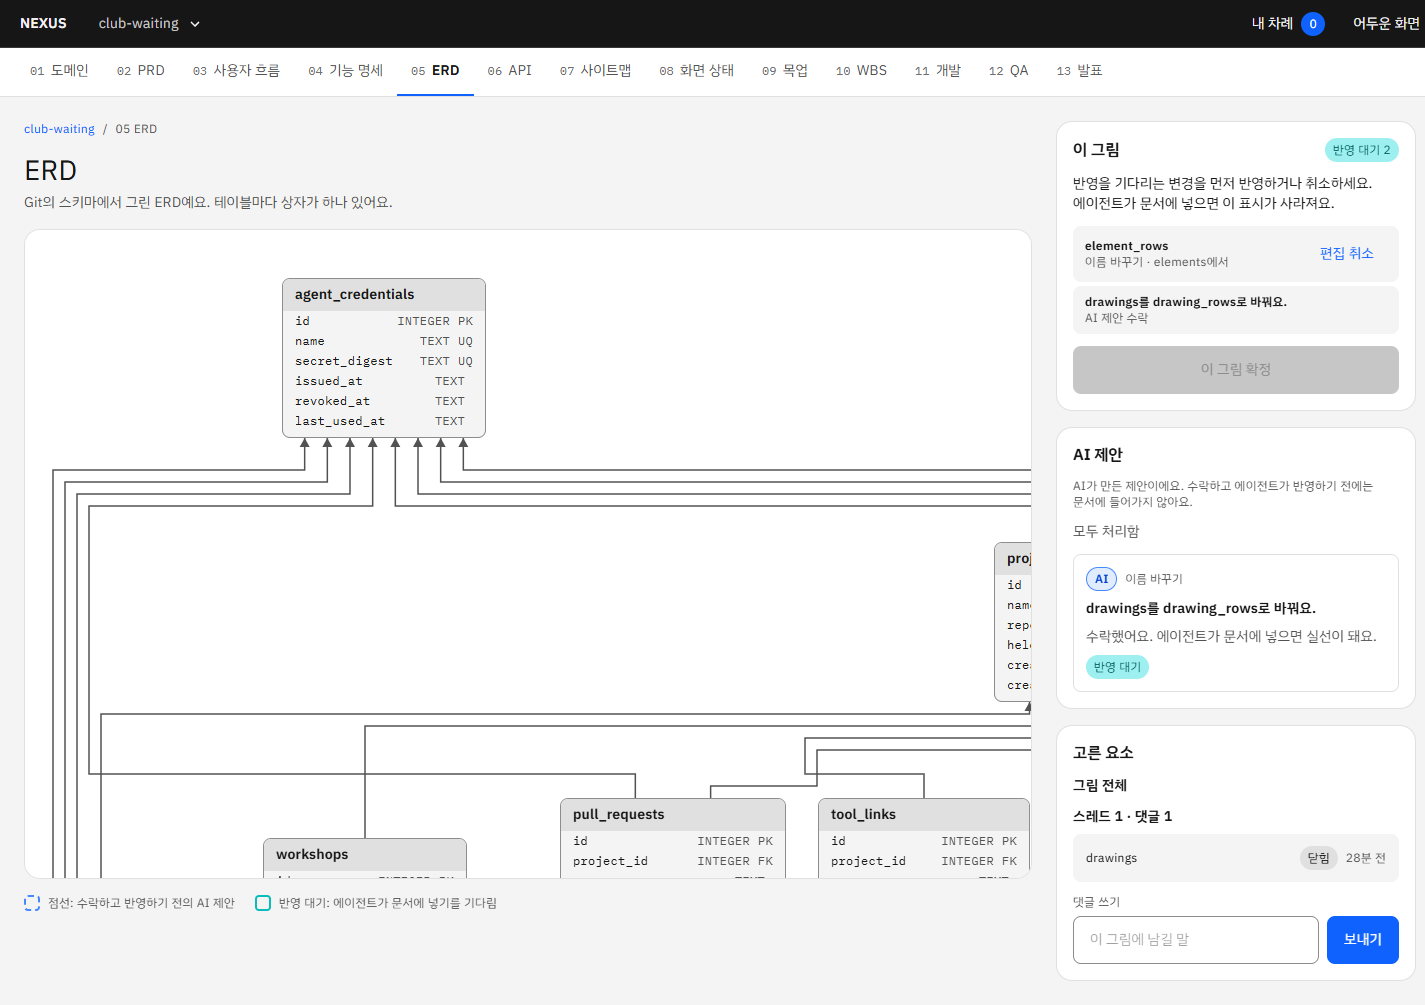 NEXUS
club-waiting
내 차례 0
어두운 화면
01 도메인
02 PRD
03 사용자 흐름
04 기능 명세
05 ERD
06 API
07 사이트맵
08 화면 상태
09 목업
10 WBS
11 개발
12 QA
13 발표
club-waiting / 05 ERD
ERD
Git의 스키마에서 그린 ERD예요. 테이블마다 상자가 하나 있어요.
agent_credentials
id INTEGER PK
name TEXT UQ
secret_digest TEXT UQ
issued_at TEXT
revoked_at TEXT
last_used_at TEXT
id
pull_requests
id INTEGER PK
project_id INTEGER FK
tool_links
id INTEGER PK
project_id INTEGER FK
workshops
점선: 수락하고 반영하기 전의 AI 제안
반영 대기: 에이전트가 문서에 넣기를 기다림
이 그림
반영 대기 2
반영을 기다리는 변경을 먼저 반영하거나 취소하세요.
에이전트가 문서에 넣으면 이 표시가 사라져요.
element_rows
이름 바꾸기 · elements에서
편집 취소
drawings를 drawing_rows로 바꿔요.
AI 제안 수락
이 그림 확정
AI 제안
AI가 만든 제안이에요. 수락하고 에이전트가 반영하기 전에는
문서에 들어가지 않아요.
모두 처리함
AI 이름 바꾸기
drawings를 drawing_rows로 바꿔요.
수락했어요. 에이전트가 문서에 넣으면 실선이 돼요.
반영 대기
고른 요소
그림 전체
스레드 1 · 댓글 1
drawings
닫힘 28분 전
댓글 쓰기
이 그림에 남길 말
보내기